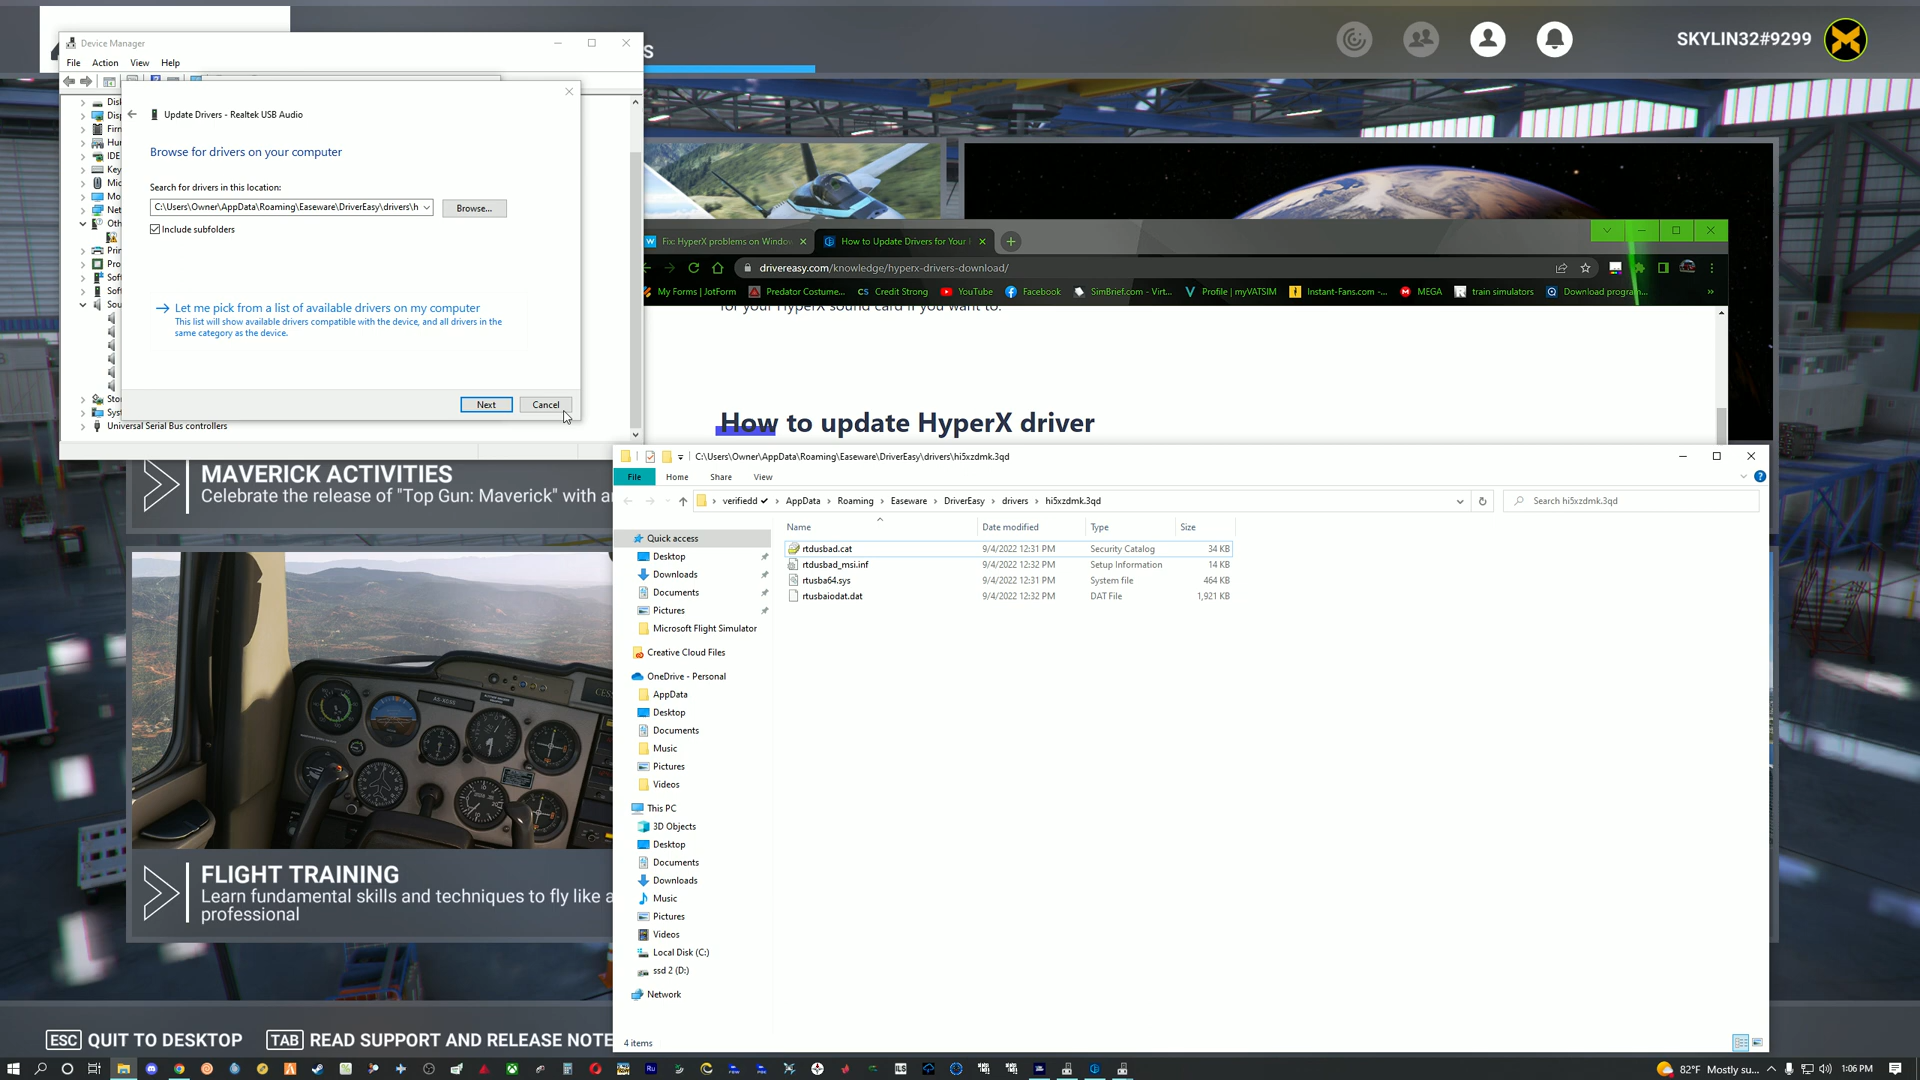 SKYLIN32#9299
Device Manager
File Action View Help
Update Drivers - Realtek USB Audio
Browse for drivers on your computer
Search for drivers in this location:
C:\Users\Owner\AppData\Roaming\Easeware\DriverEasy\drivers\h
Browse...
Include subfolders
Let me pick from a list of available drivers on my computer
This list will show available drivers compatible with the device, and all drivers in the
same category as the device.
Next Cancel
Universal Serial Bus controllers
Fix: HyperX problems on Window
How to Update Drivers for Your
drivereasy.com/knowledge/hyperx-drivers-download/
My Forms | JotForm Predator Costume... Credit Strong YouTube Facebook SimBrief.com - Virt... Profile | myVATSIM Instant-Fans.com -... MEGA train simulators Download progra...
for your HyperX sound card if you want to.
How to update HyperX driver
C:\Users\Owner\AppData\Roaming\Easeware\DriverEasy\drivers\hi5xzdmk.3qd
File Home Share View
verifiedd ✔ › AppData › Roaming › Easeware › DriverEasy › drivers › hi5xzdmk.3qd
Search hi5xzdmk.3qd
Name Date modified Type Size
rtdusbad.cat 9/4/2022 12:31 PM Security Catalog 34 KB
rtdusbad_msi.inf 9/4/2022 12:32 PM Setup Information 14 KB
rtusba64.sys 9/4/2022 12:31 PM System file 464 KB
rtusbaiodat.dat 9/4/2022 12:32 PM DAT File 1,921 KB
Quick access
Desktop
Downloads
Documents
Pictures
Microsoft Flight Simulator
Creative Cloud Files
OneDrive - Personal
AppData
Desktop
Documents
Music
Pictures
Videos
This PC
3D Objects
Desktop
Documents
Downloads
Music
Pictures
Videos
Local Disk (C:)
ssd 2 (D:)
Network
4 items
MAVERICK ACTIVITIES
Celebrate the release of "Top Gun: Maverick" with a
FLIGHT TRAINING
Learn fundamental skills and techniques to fly like a
professional
ESC QUIT TO DESKTOP TAB READ SUPPORT AND RELEASE NOTE
82°F Mostly su... 1:06 PM